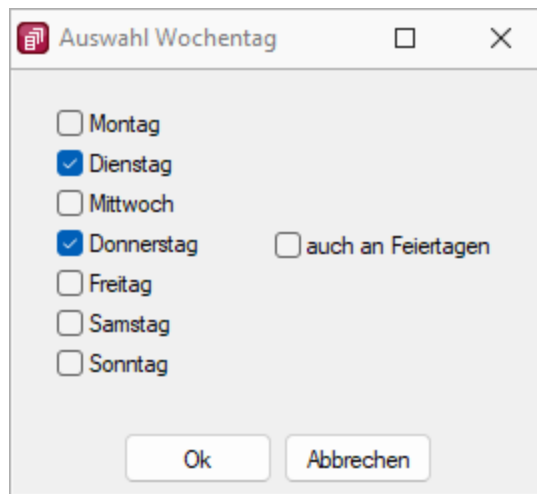 Auswahl Wochentag
Montag
Dienstag
Mittwoch
Donnerstag
auch an Feiertagen
Freitag
Samstag
Sonntag
Ok
Abbrechen